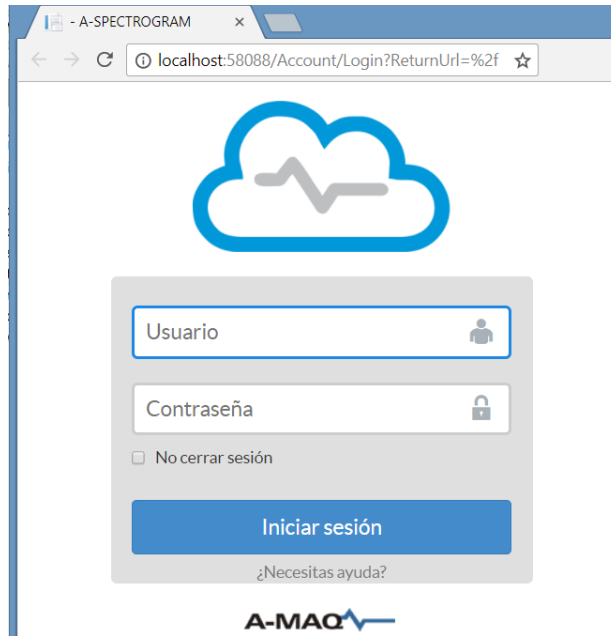 - A-SPECTROGRAM
localhost:58088/Account/Login?ReturnUrl=%2f
Usuario
Contraseña
No cerrar sesión
Iniciar sesión
¿Necesitas ayuda?
A-MAQ